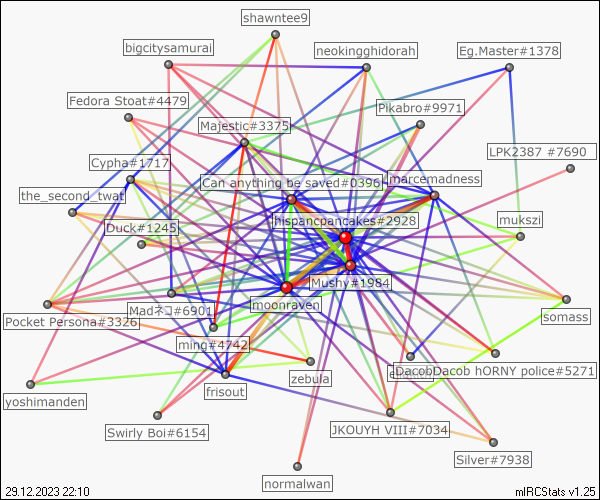 shawntee9
bigcitysamurai
neokingghidorah
Eg.Master#1378
Fedora Stoat#4479
Pikabro#9971
Majestic#3375
LPK2387 #7690
Cypha#1717
marcemadness
Can anything be saved#0396
the_second_twat
hispancpancakes#2928
mukszi
Duck#1245
Mushy#1984
moonraven
Pocket Persona#3326
Madネコ#6901
somass
ming#4742
DacobDacob hORNY police#5271
zebula
frisout
yoshimanden
Swirly Boi#6154
JKOUYH VIII#7034
Silver#7938
normalwan
29.12.2023 22:10
mIRCStats v1.25